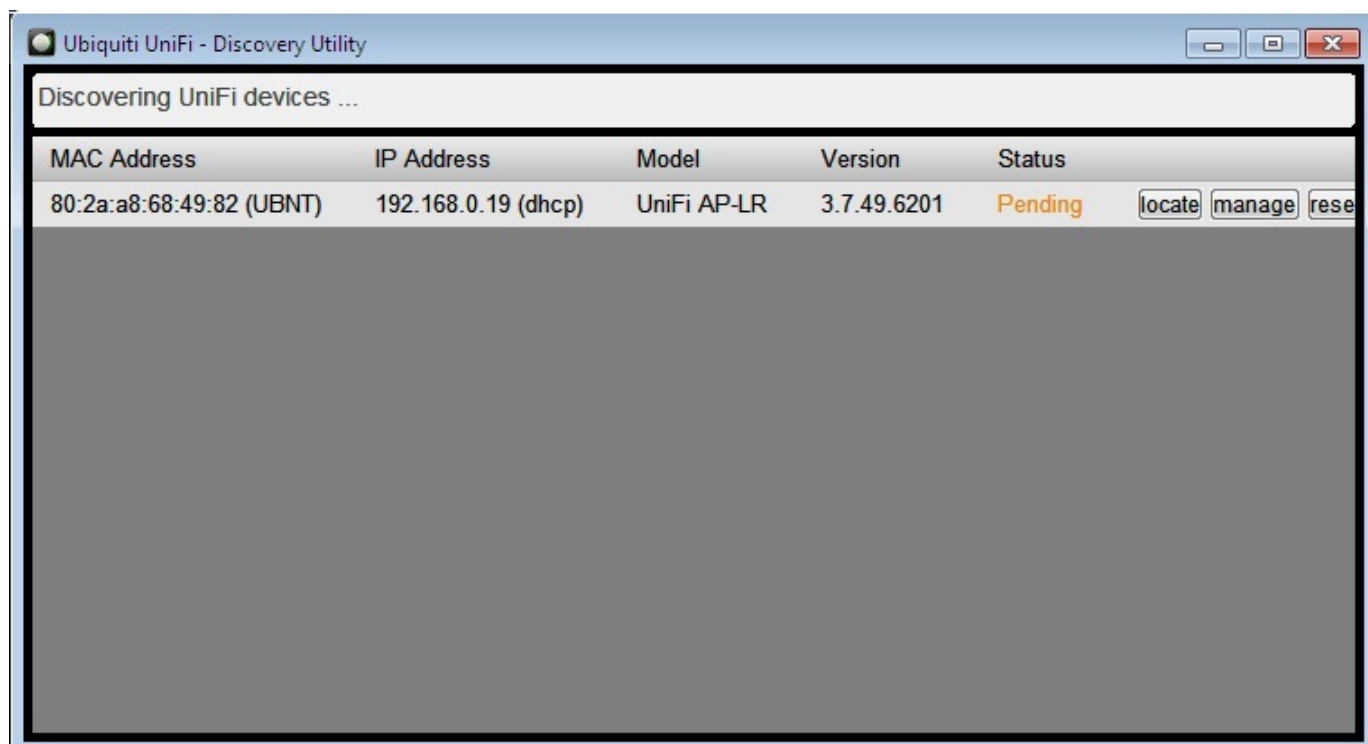 Ubiquiti UniFi - Discovery Utility
Discovering UniFi devices ...
MAC Address IP Address Model Version Status
80:2a:a8:68:49:82 (UBNT) 192.168.0.19 (dhcp) UniFi AP-LR 3.7.49.6201 Pending locate manage rese